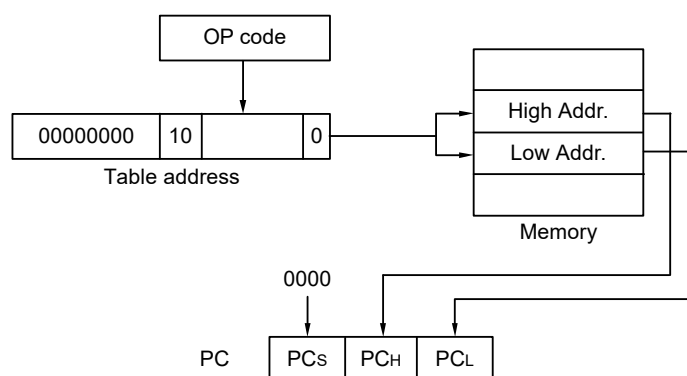 OP code
00000000 10 0
Table address
High Addr.
Low Addr.
Memory
0000
PC PCS PCH PCL